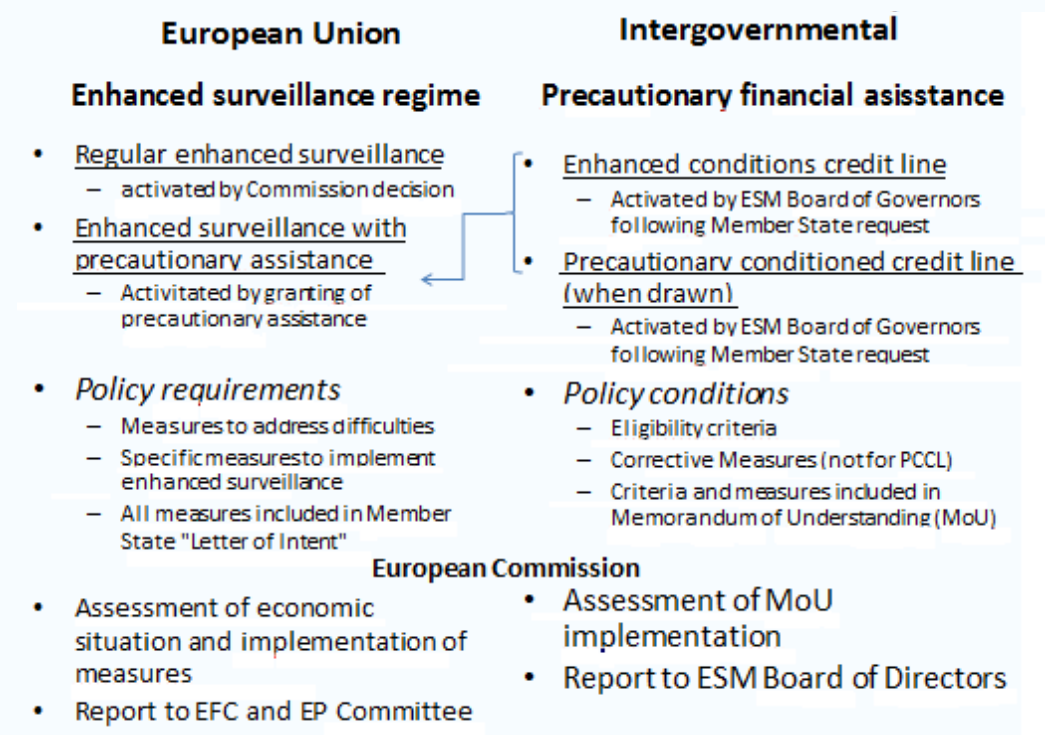 European Union
Enhanced surveillance regime
• Regular enhanced surveillance
– activated by Commission decision
• Enhanced surveillance with
precautionary assistance
– Activitated by granting of
precautionary assistance
• Policy requirements
– Measures to address difficulties
– Specific measures to implement
enhanced surveillance
– All measures included in Member
State "Letter of Intent"
Intergovernmental
Precautionary financial asisstance
• Enhanced conditions credit line
– Activated by ESM Board of Governors
following Member State request
• Precautionary conditioned credit line
(when drawn)
– Activated by ESM Board of Governors
following Member State request
• Policy conditions
– Eligibility criteria
– Corrective Measures (not for PCCL)
– Criteria and measures included in
Memorandum of Understanding (MoU)
European Commission
• Assessment of economic
situation and implementation of
measures
• Report to EFC and EP Committee
• Assessment of MoU
implementation
• Report to ESM Board of Directors